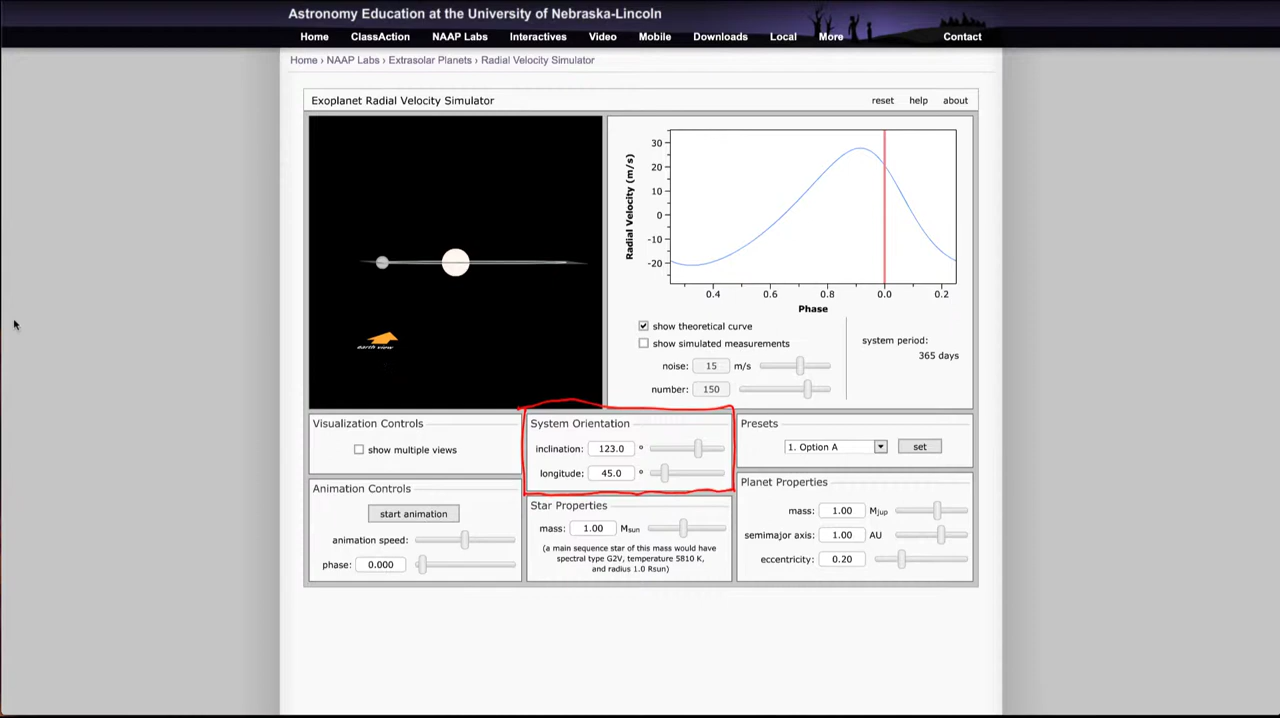 Astronomy Education at the University of Nebraska-Lincoln
Home ClassAction NAAP Labs Interactives Video Mobile Downloads Local More Contact
Home › NAAP Labs › Extrasolar Planets › Radial Velocity Simulator
Exoplanet Radial Velocity Simulator reset help about
earth view
Radial Velocity (m/s)
30
20
10
0
-10
-20
0.4 0.6 0.8 0.0 0.2
Phase
show theoretical curve
show simulated measurements
noise: 15 m/s
number: 150
system period:
365 days
Visualization Controls
show multiple views
Animation Controls
start animation
animation speed:
phase: 0.000
System Orientation
inclination: 123.0 °
longitude: 45.0 °
Star Properties
mass: 1.00 Msun
(a main sequence star of this mass would have
spectral type G2V, temperature 5810 K,
and radius 1.0 Rsun)
Presets
1. Option A set
Planet Properties
mass: 1.00 Mjup
semimajor axis: 1.00 AU
eccentricity: 0.20